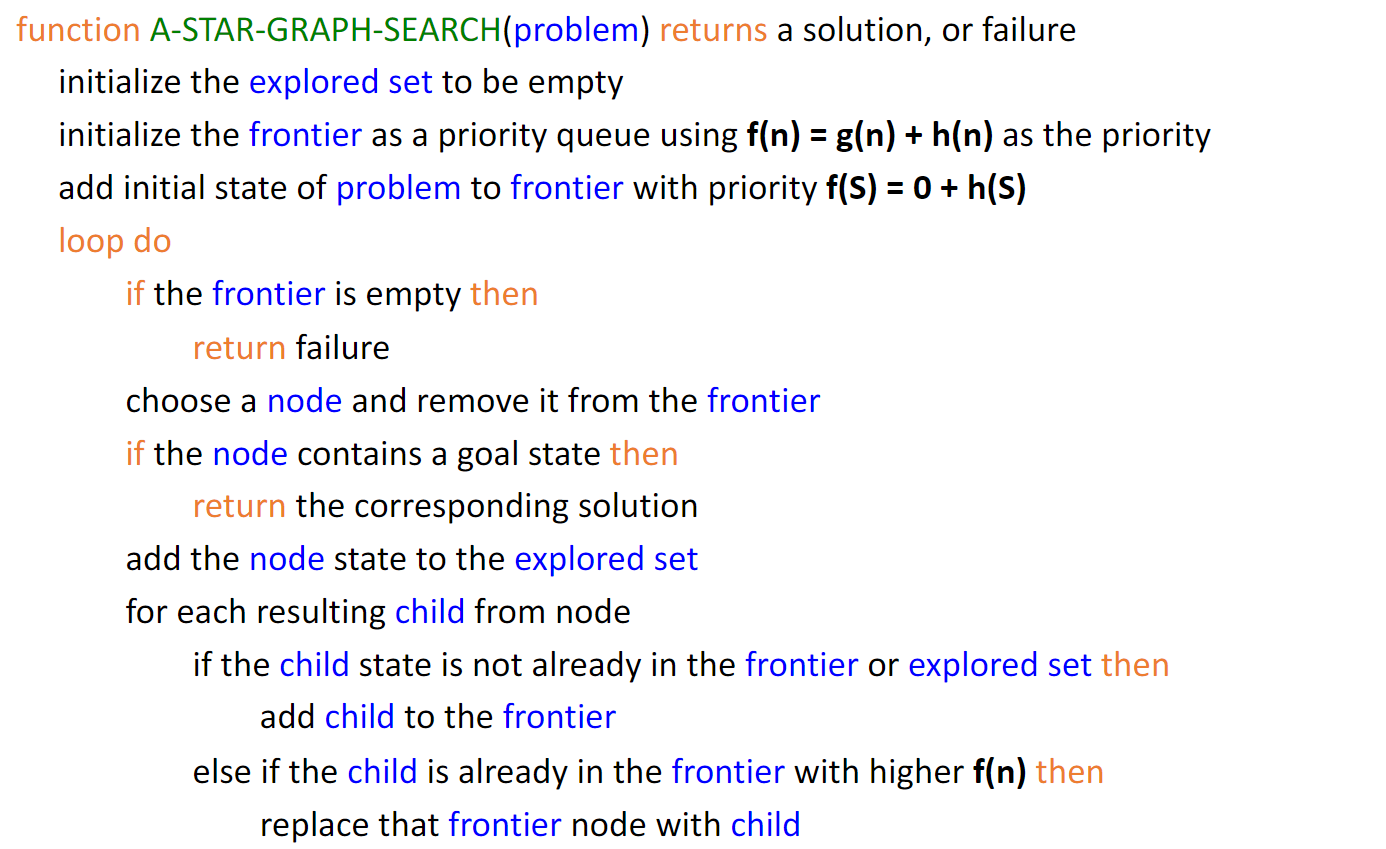 function A-STAR-GRAPH-SEARCH(problem) returns a solution, or failure
initialize the explored set to be empty
initialize the frontier as a priority queue using f(n) = g(n) + h(n) as the priority
add initial state of problem to frontier with priority f(S) = 0 + h(S)
loop do
if the frontier is empty then
return failure
choose a node and remove it from the frontier
if the node contains a goal state then
return the corresponding solution
add the node state to the explored set
for each resulting child from node
if the child state is not already in the frontier or explored set then
add child to the frontier
else if the child is already in the frontier with higher f(n) then
replace that frontier node with child